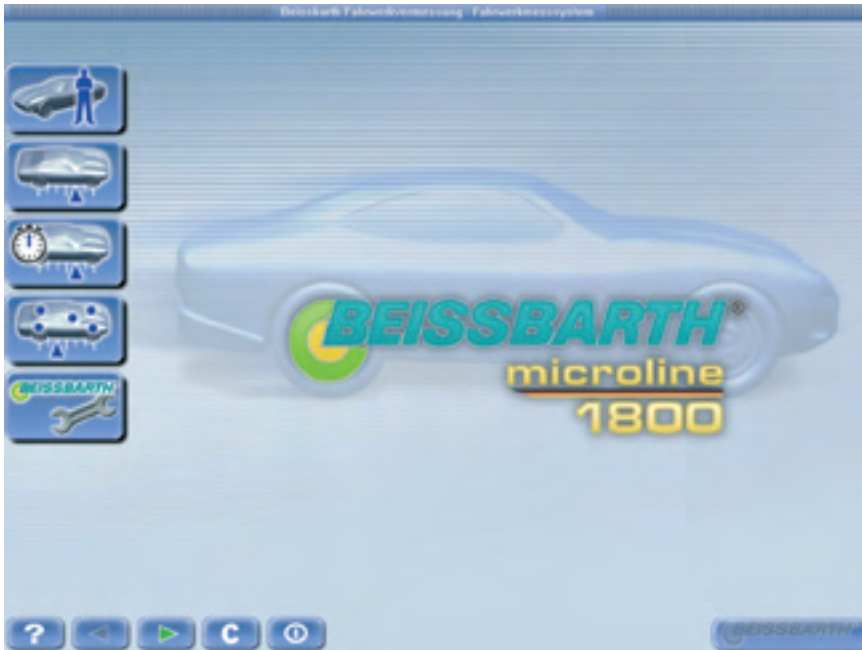 Beissbarth Fahrwerkvermessung - Fahrwerkmesssystem
BEISSBARTH
BEISSBARTH®
microline
1800
?
C
BEISSBARTH